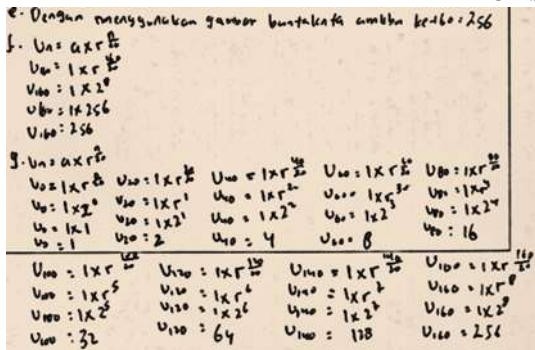 e. Dengan menggunakan gambar buatakanta amkbn ke-160 : 256
f. Un = a x r^n/20
U160 = 1 x r^160/20
U160 = 1 x 2^8
U160 = 1 x 256
U160 = 256
g. Un = a x r^n/20
U0 = 1 x r^0/20 U20 = 1 x r^20/20 U40 = 1 x r^40/20 U60 = 1 x r^60/20 U80 = 1 x r^80/20
U0 = 1 x 2^0 U20 = 1 x r^1 U40 = 1 x r^2 U60 = 1 x r^3 U80 = 1 x r^4
U0 = 1 x 1 U20 = 1 x 2^1 U40 = 1 x 2^2 U60 = 1 x 2^3 U80 = 1 x 2^4
U0 = 1 U20 = 2 U40 = 4 U60 = 8 U80 = 16
U100 = 1 x r^100/20 U120 = 1 x r^120/20 U140 = 1 x r^140/20 U160 = 1 x r^160/20
U100 = 1 x r^5 U120 = 1 x r^6 U140 = 1 x r^7 U160 = 1 x r^8
U100 = 1 x 2^5 U120 = 1 x 2^6 U140 = 1 x 2^7 U160 = 1 x 2^8
U100 = 32 U120 = 64 U140 = 128 U160 = 256